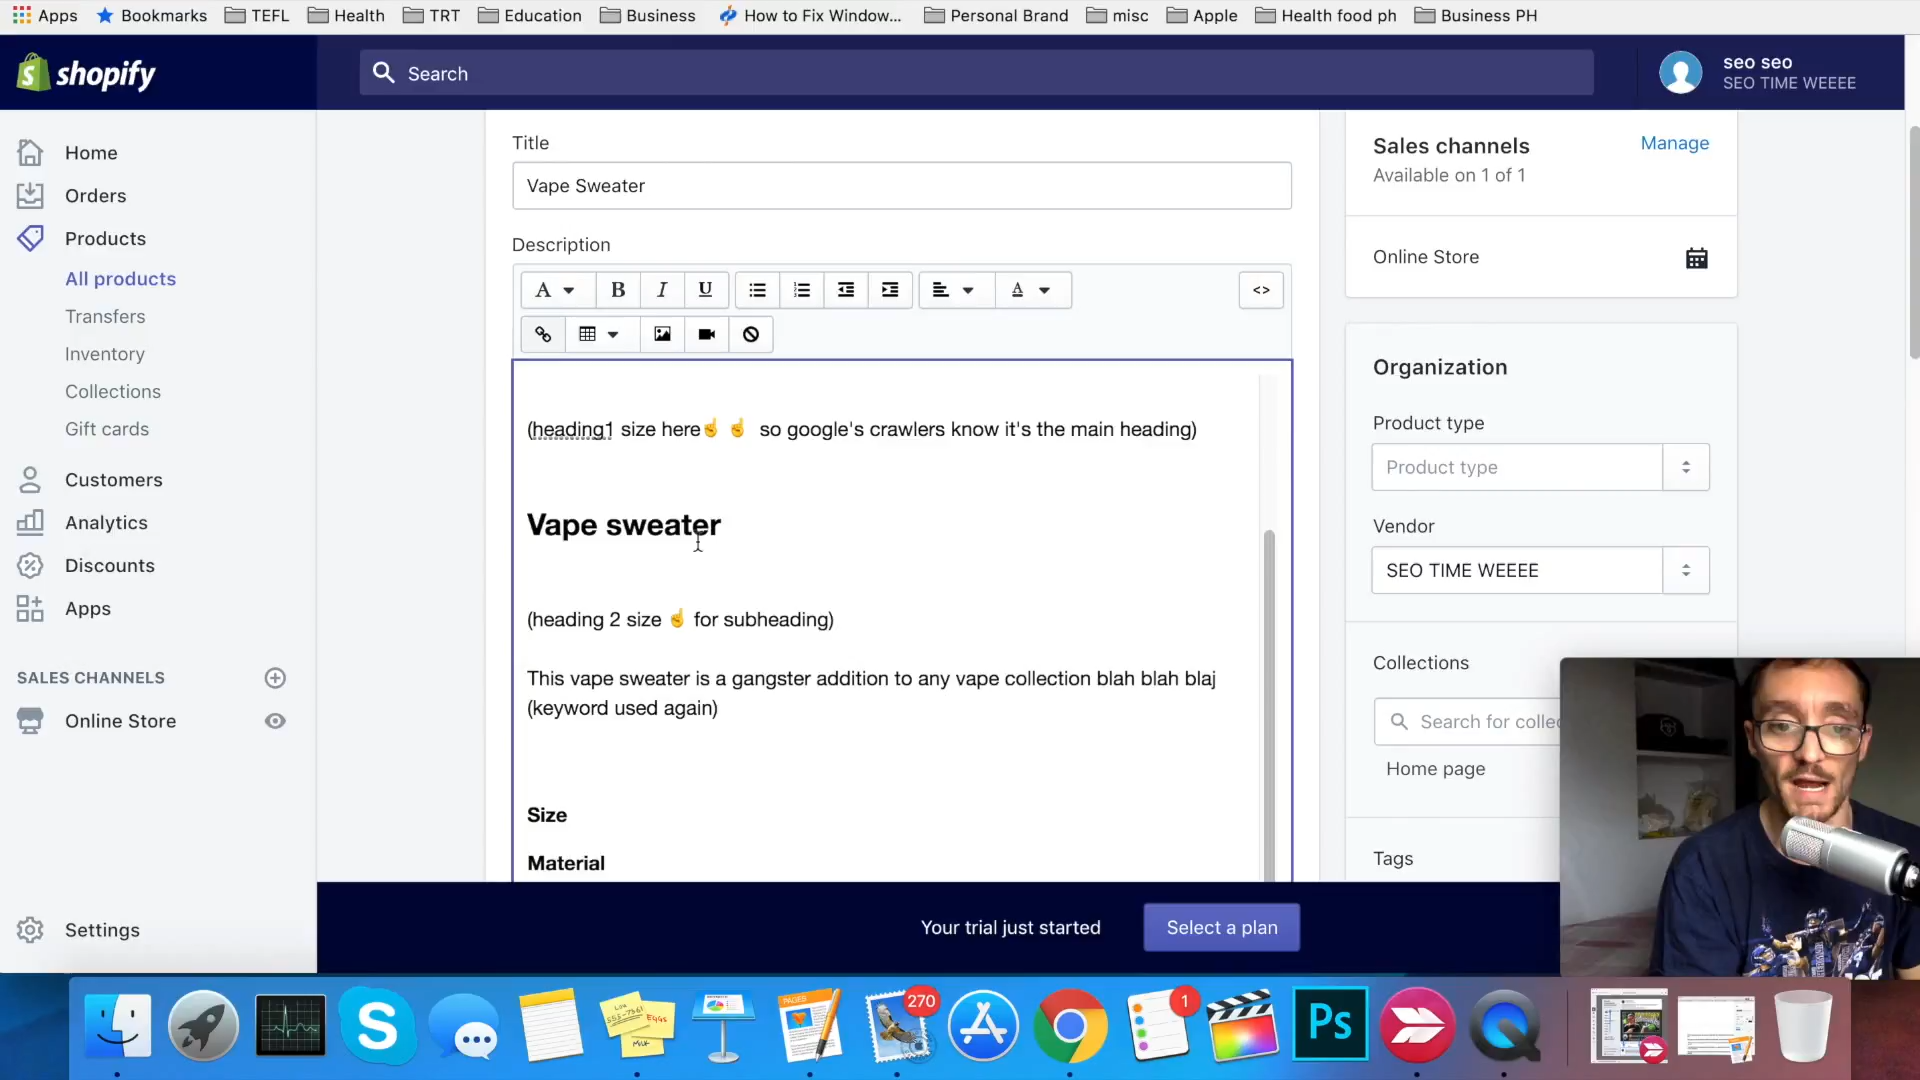 Apps Bookmarks TEFL Health TRT Education Business How to Fix Window... Personal Brand misc Apple Health food ph Business PH
shopify
Search
seo seo
SEO TIME WEEEE
Home
Orders
Products
All products
Transfers
Inventory
Collections
Gift cards
Customers
Analytics
Discounts
Apps
SALES CHANNELS
Online Store
Settings
Title
Vape Sweater
Description
A B I U A <>
(heading1 size here☝ ☝ so google's crawlers know it's the main heading)
Vape sweater
(heading 2 size ☝ for subheading)
This vape sweater is a gangster addition to any vape collection blah blah blaj
(keyword used again)
Size
Material
Sales channels
Manage
Available on 1 of 1
Online Store
Organization
Product type
Product type
Vendor
SEO TIME WEEEE
Collections
Search for collec
Home page
Tags
Your trial just started
Select a plan
S
EGGS
MILK
PAGES
270
1
Ps